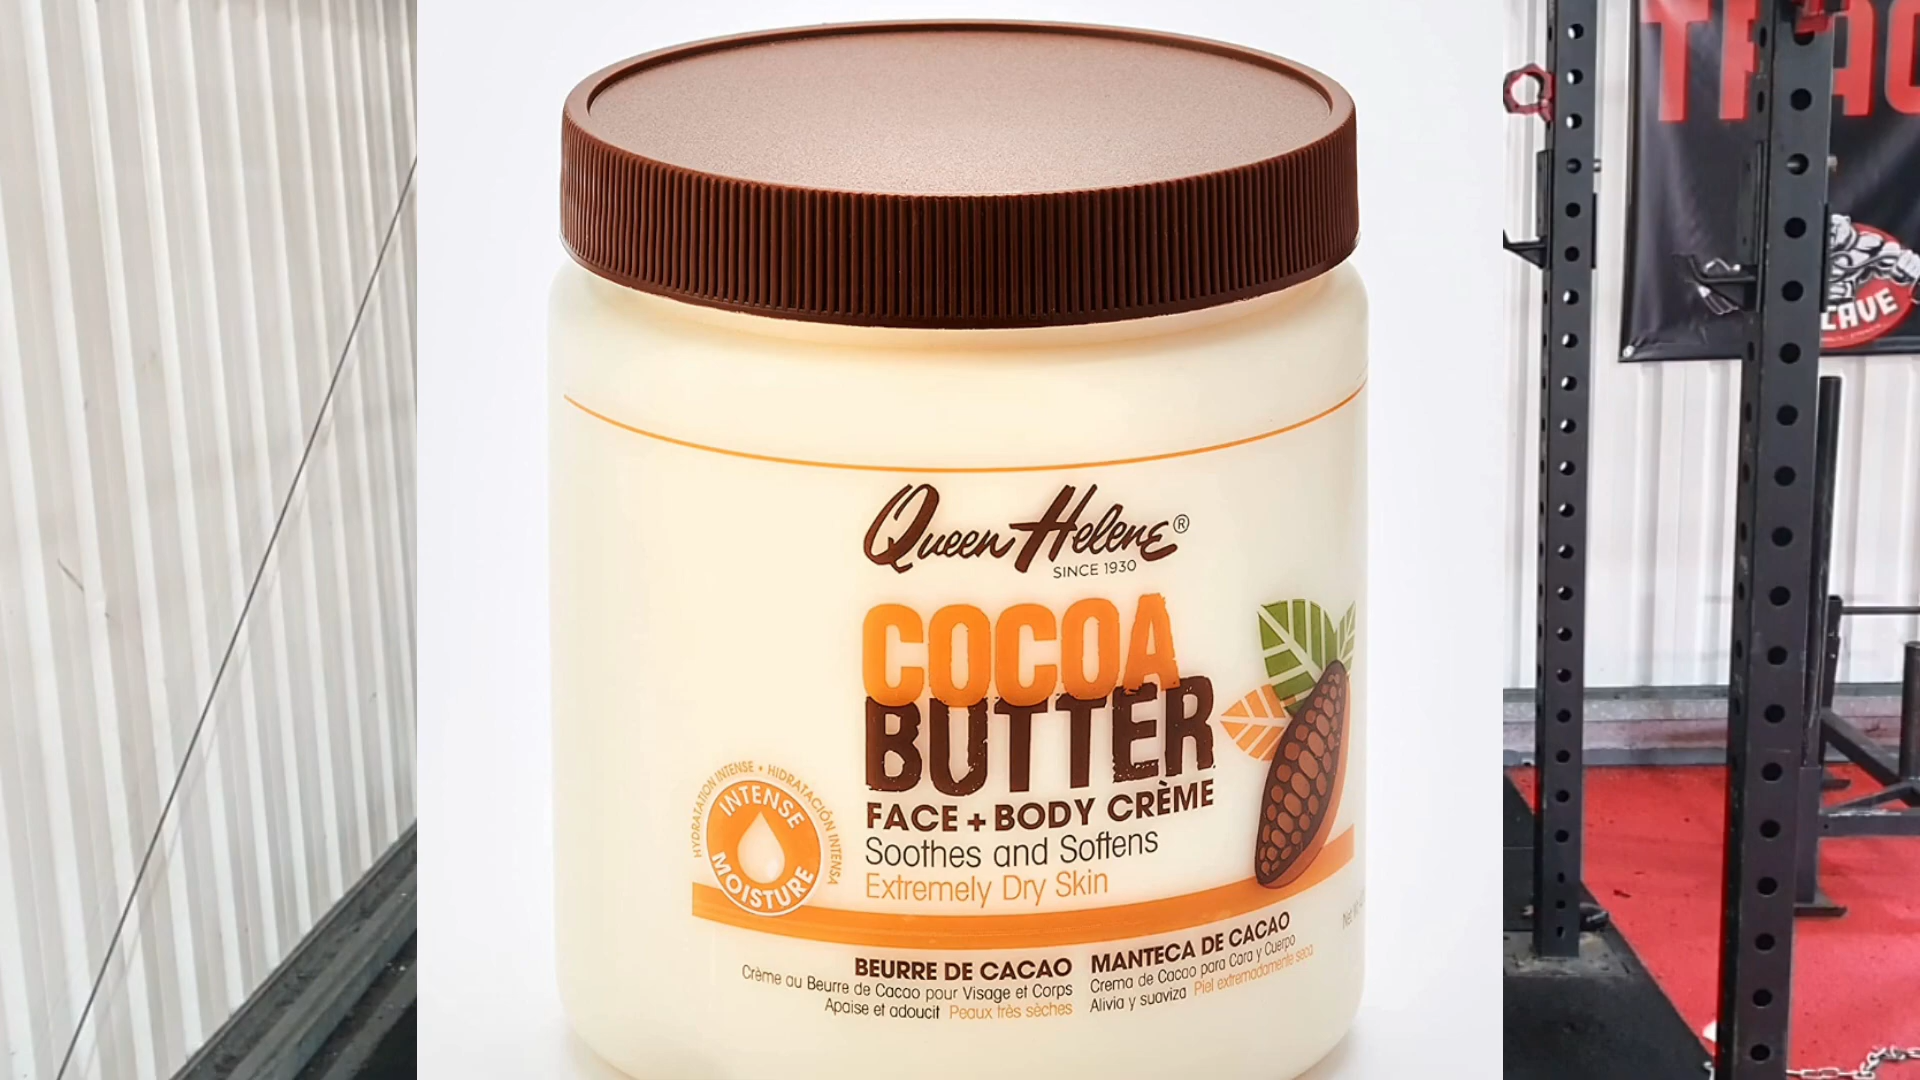 Queen Helene®
SINCE 1930
COCOA
BUTTER
FACE + BODY CRÈME
Soothes and Softens
Extremely Dry Skin
HYDRATATION INTENSE • HIDRATACIÓN INTENSA
INTENSE
MOISTURE
BEURRE DE CACAO
Crème au Beurre de Cacao pour Visage et Corps
Apaise et adoucit Peaux très sèches
MANTECA DE CACAO
Crema de Cacao para Cara y Cuerpo
Alivia y suaviza Piel extremadamente seca
Net
CAVE